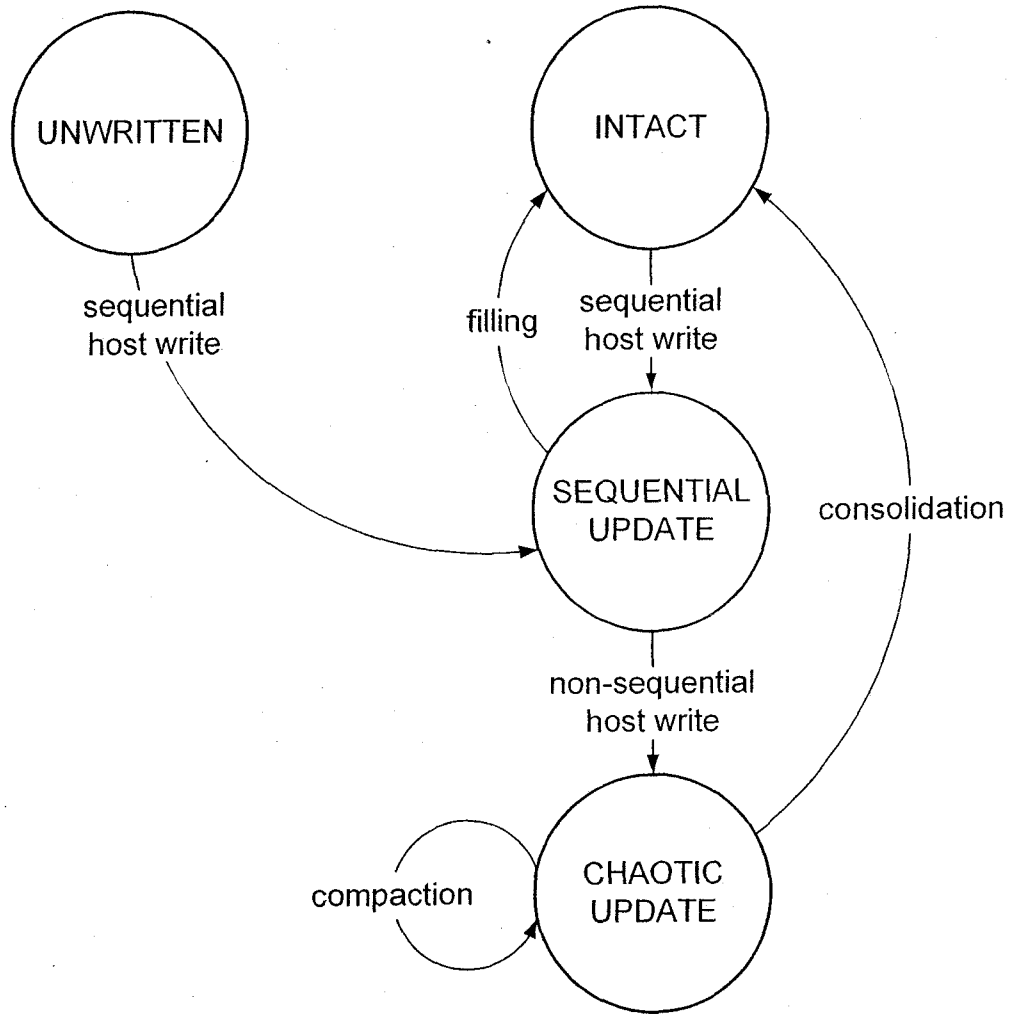 UNWRITTEN
INTACT
sequential
host write
filling
sequential
host write
SEQUENTIAL
UPDATE
consolidation
non-sequential
host write
compaction
CHAOTIC
UPDATE